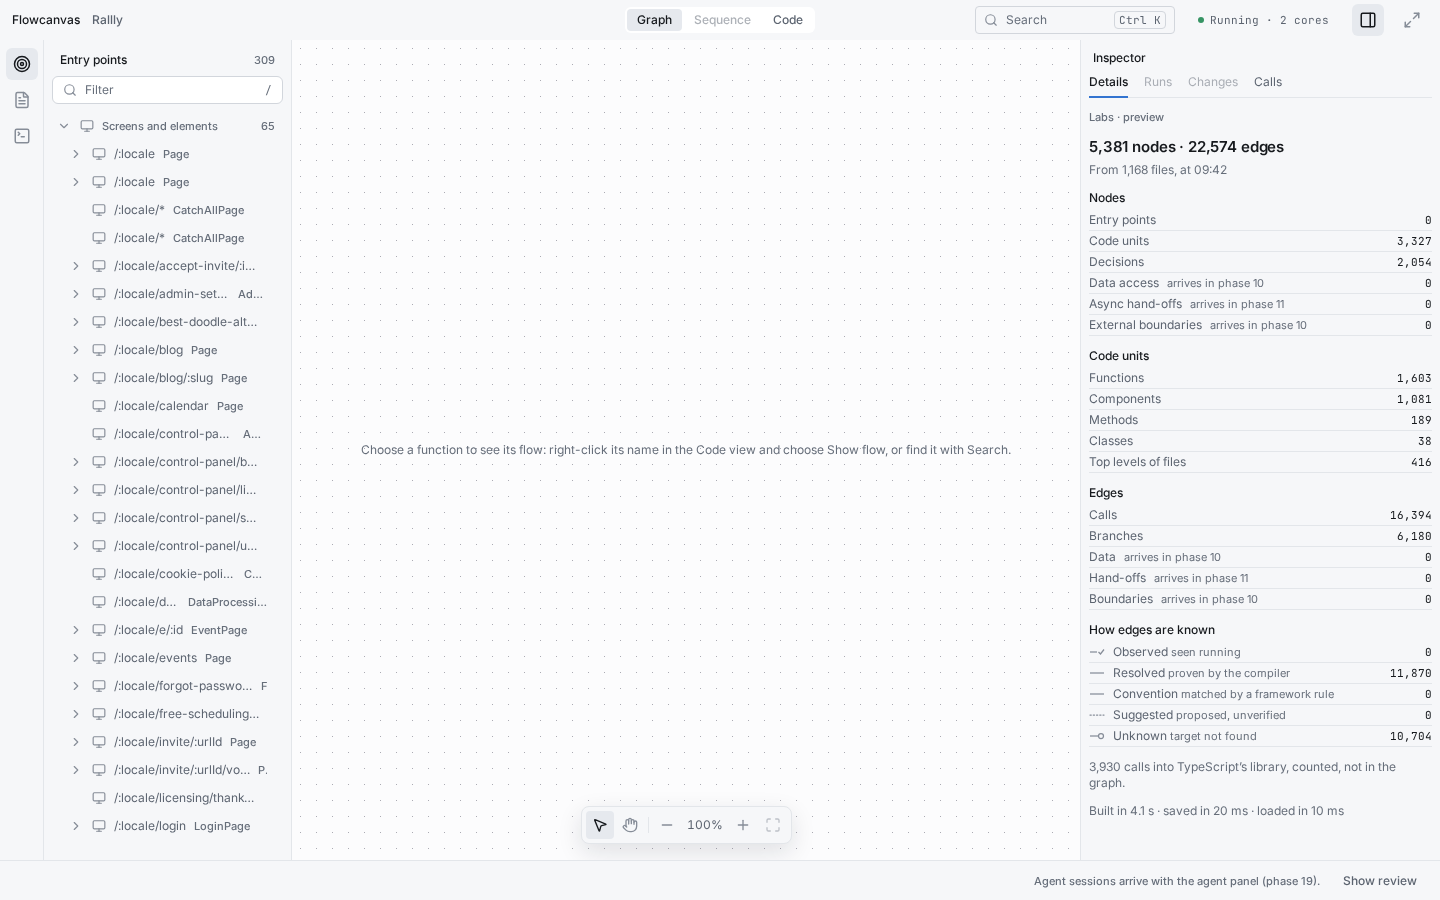 Flowcanvas Rallly
Graph Sequence Code
Search Ctrl K
Running · 2 cores
Entry points 309
Filter /
Screens and elements 65
/:locale Page
/:locale Page
/:locale/* CatchAllPage
/:locale/* CatchAllPage
/:locale/accept-invite/:i...
/:locale/admin-set... Ad...
/:locale/best-doodle-alt...
/:locale/blog Page
/:locale/blog/:slug Page
/:locale/calendar Page
/:locale/control-pa... A...
/:locale/control-panel/b...
/:locale/control-panel/li...
/:locale/control-panel/s...
/:locale/control-panel/u...
/:locale/cookie-poli... C...
/:locale/d... DataProcessi...
/:locale/e/:id EventPage
/:locale/events Page
/:locale/forgot-passwo... F
/:locale/free-scheduling...
/:locale/invite/:urlId Page
/:locale/invite/:urlId/vo... P.
/:locale/licensing/thank...
/:locale/login LoginPage
Choose a function to see its flow: right-click its name in the Code view and choose Show flow, or find it with Search.
100%
Inspector
Details Runs Changes Calls
Labs · preview
5,381 nodes · 22,574 edges
From 1,168 files, at 09:42
Nodes
Entry points 0
Code units 3,327
Decisions 2,054
Data access arrives in phase 10 0
Async hand-offs arrives in phase 11 0
External boundaries arrives in phase 10 0
Code units
Functions 1,603
Components 1,081
Methods 189
Classes 38
Top levels of files 416
Edges
Calls 16,394
Branches 6,180
Data arrives in phase 10 0
Hand-offs arrives in phase 11 0
Boundaries arrives in phase 10 0
How edges are known
Observed seen running 0
Resolved proven by the compiler 11,870
Convention matched by a framework rule 0
Suggested proposed, unverified 0
Unknown target not found 10,704
3,930 calls into TypeScript's library, counted, not in the
graph.
Built in 4.1 s · saved in 20 ms · loaded in 10 ms
Agent sessions arrive with the agent panel (phase 19). Show review